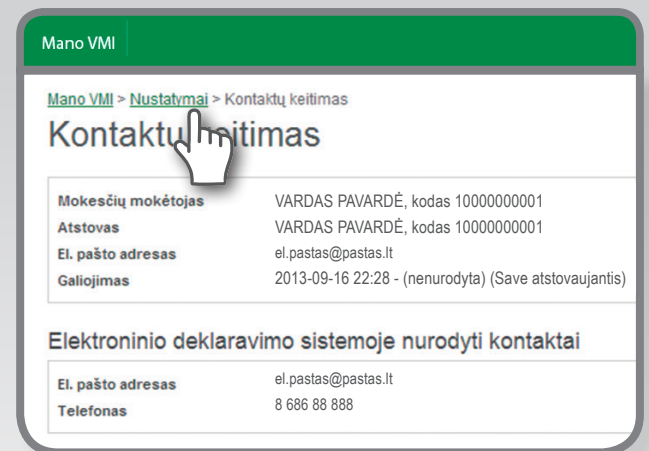 Mano VMI
Mano VMI > Nustatymai > Kontaktų keitimas
Kontaktų keitimas
Mokesčių mokėtojas VARDAS PAVARDĖ, kodas 10000000001
Atstovas VARDAS PAVARDĖ, kodas 10000000001
El. pašto adresas el.pastas@pastas.lt
Galiojimas 2013-09-16 22:28 - (nenurodyta) (Save atstovaujantis)
Elektroninio deklaravimo sistemoje nurodyti kontaktai
El. pašto adresas el.pastas@pastas.lt
Telefonas 8 686 88 888